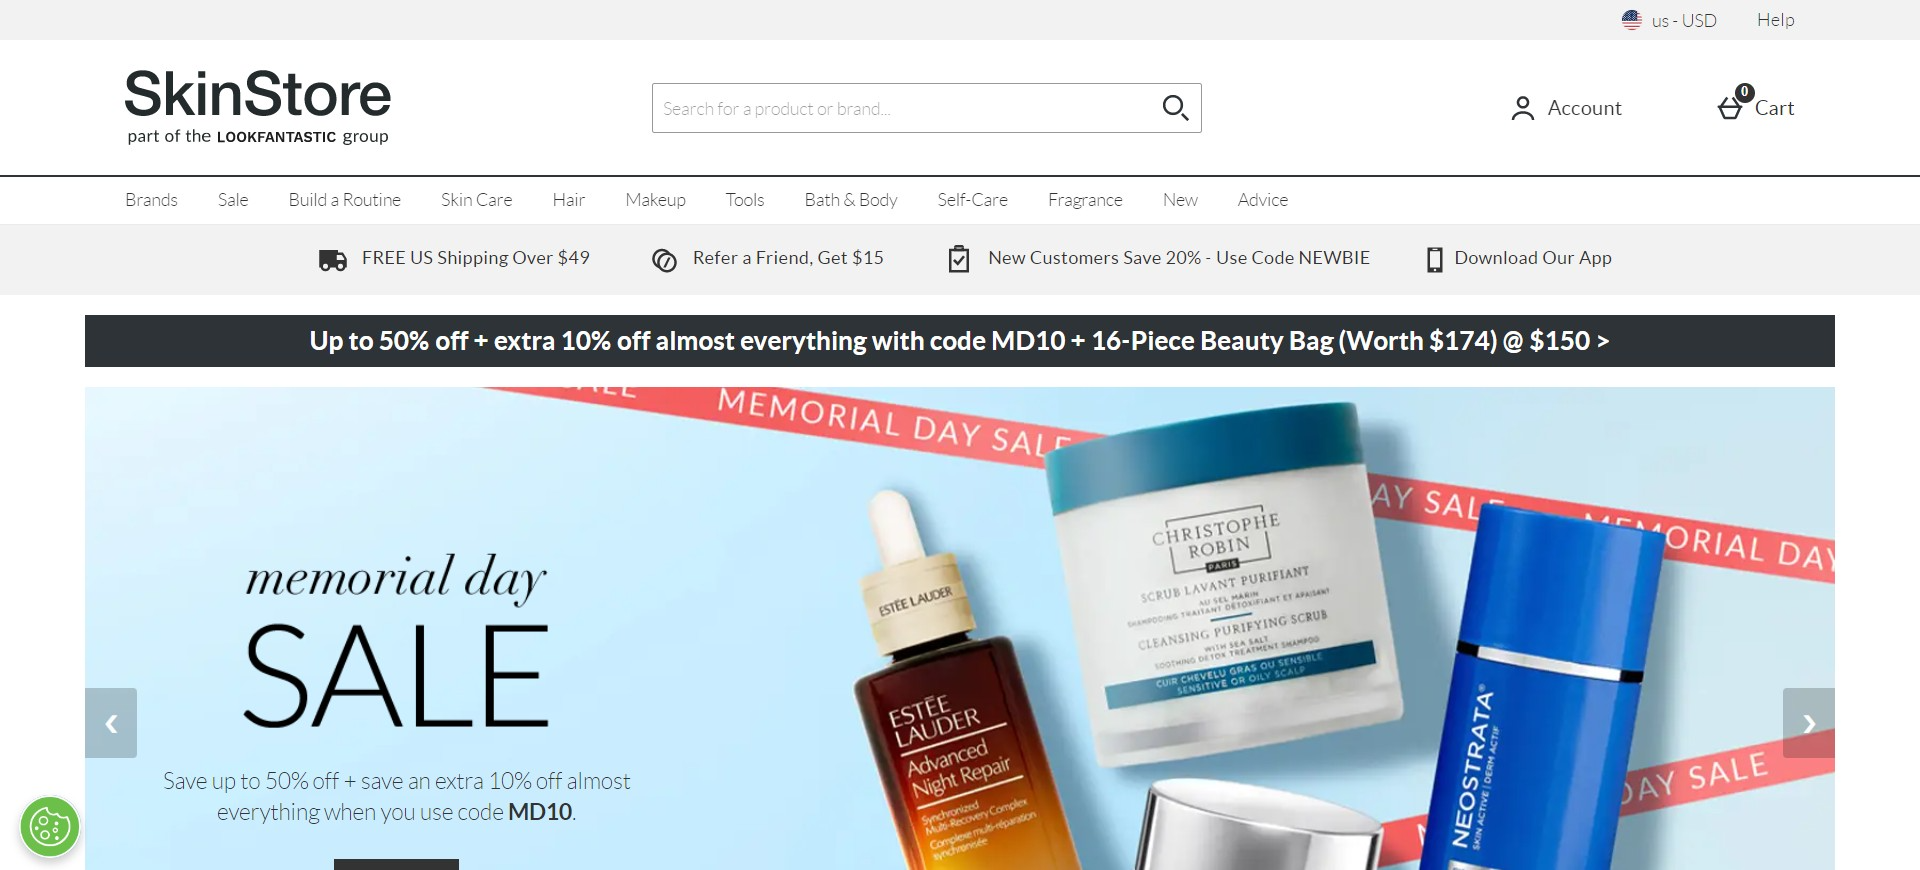 us - USD
Help
SkinStore
part of the LOOKFANTASTIC group
Search for a product or brand...
Account
0
Cart
Brands
Sale
Build a Routine
Skin Care
Hair
Makeup
Tools
Bath & Body
Self-Care
Fragrance
New
Advice
FREE US Shipping Over $49
Refer a Friend, Get $15
New Customers Save 20% - Use Code NEWBIE
Download Our App
Up to 50% off + extra 10% off almost everything with code MD10 + 16-Piece Beauty Bag (Worth $174) @ $150 >
SALE
MEMORIAL DAY SALE
AY SALE
MEMORIAL DAY
memorial day
SALE
Save up to 50% off + save an extra 10% off almost
everything when you use code MD10.
ESTĒE LAUDER
ESTĒE
LAUDER
Advanced
Night Repair
Synchronized
Multi-Recovery Complex
Complexe multi-réparation
synchronisée
CHRISTOPHE
ROBIN
PARIS
SCRUB LAVANT PURIFIANT
AU SEL MARIN
SHAMPOOING TRAITANT DÉTOXIFIANT ET APAISANT
CLEANSING PURIFYING SCRUB
WITH SEA SALT
SOOTHING DETOX TREATMENT SHAMPOO
CUIR CHEVELU GRAS OU SENSIBLE
SENSITIVE OR OILY SCALP
NEOSTRATA®
SKIN ACTIVE | DERM ACTIF
DAY SALE